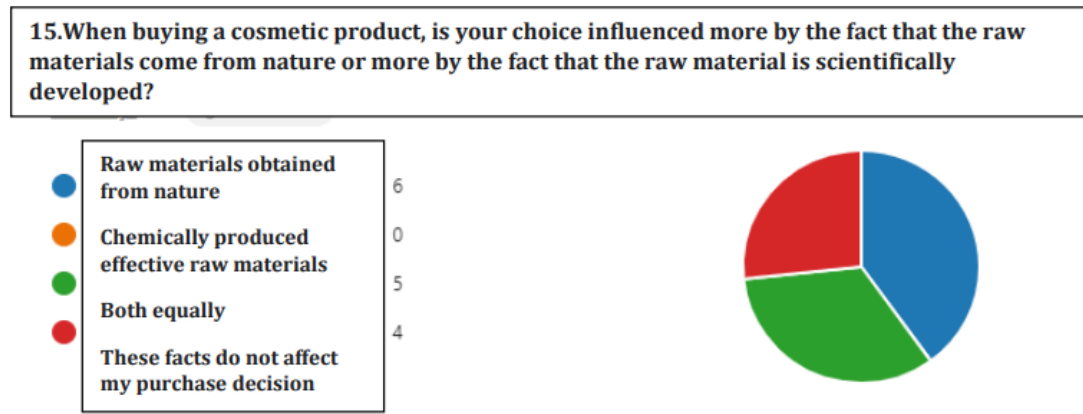 15.When buying a cosmetic product, is your choice influenced more by the fact that the raw
materials come from nature or more by the fact that the raw material is scientifically
developed?
Raw materials obtained
from nature
6
Chemically produced
effective raw materials
0
Both equally
5
These facts do not affect
my purchase decision
4